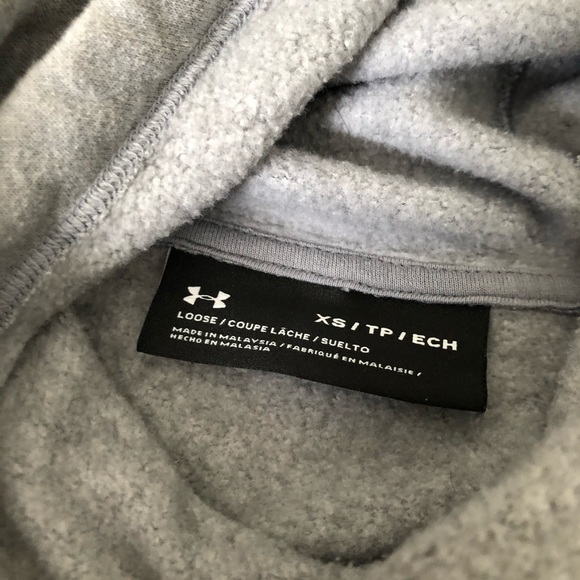 XS / TP / ECH
LOOSE / COUPE LÂCHE / SUELTO
MADE IN MALAYSIA / FABRIQUÉ EN MALAISIE /
HECHO EN MALASIA